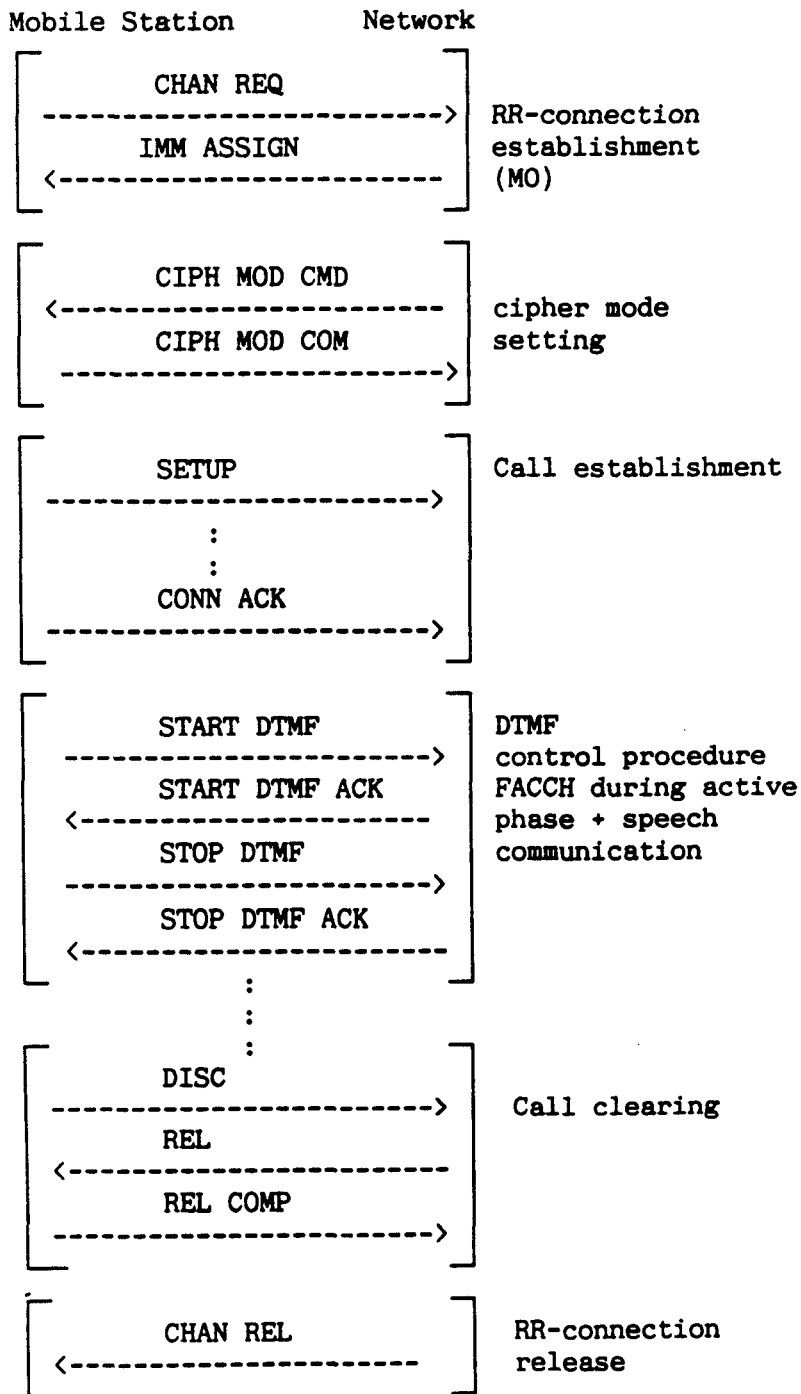 Mobile Station Network
CHAN REQ
IMM ASSIGN
RR-connection
establishment
(MO)
CIPH MOD CMD
CIPH MOD COM
cipher mode
setting
SETUP
:
:
CONN ACK
Call establishment
START DTMF
START DTMF ACK
STOP DTMF
STOP DTMF ACK
DTMF
control procedure
FACCH during active
phase + speech
communication
:
:
:
DISC
REL
REL COMP
Call clearing
CHAN REL
RR-connection
release